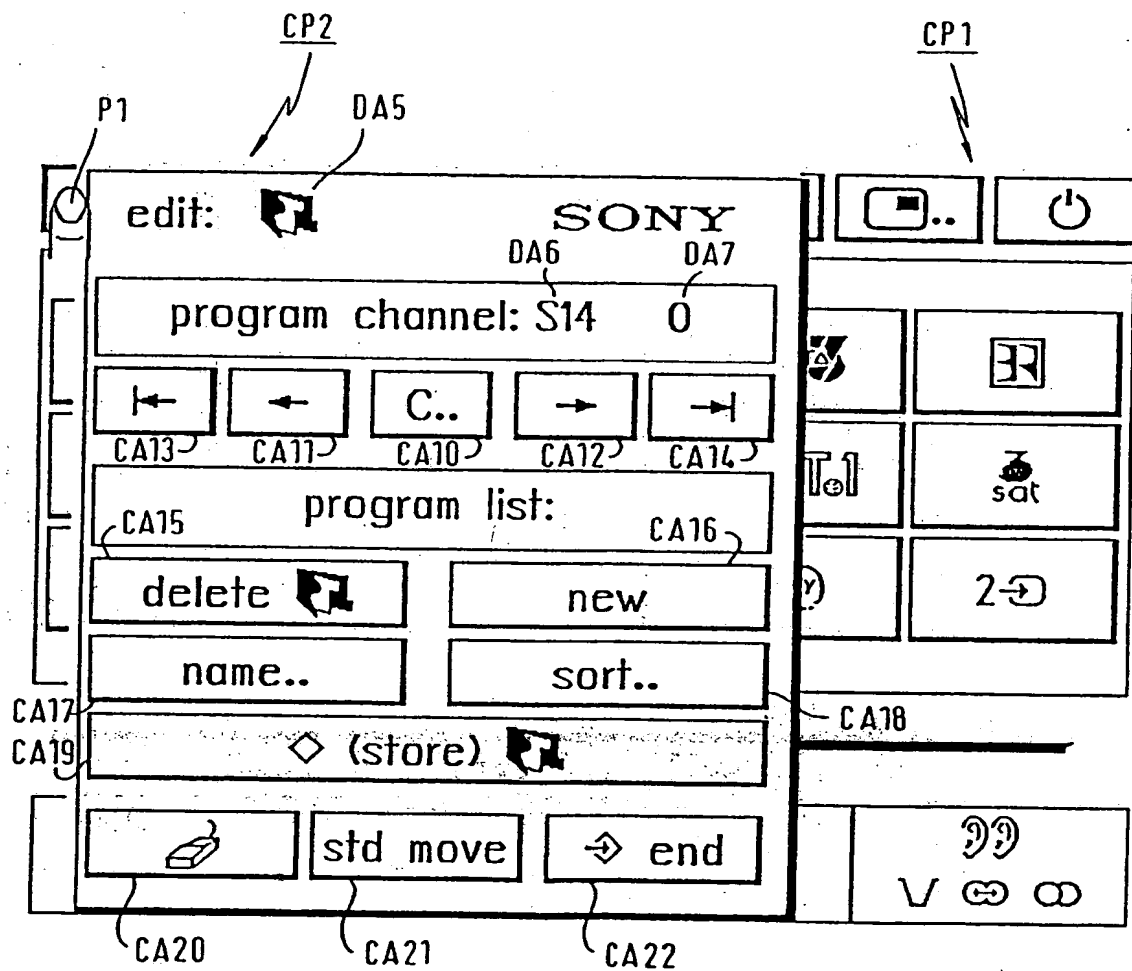 CP2
CP1
P1
DA5
edit: SONY
DA6 DA7
program channel: S14 0
C..
CA13 CA11 CA10 CA12 CA14
program list:
CA15
CA16
T.1
sat
delete new
2
name.. sort..
CA17
CA18
CA19
(store)
std move end
CA20 CA21 CA22